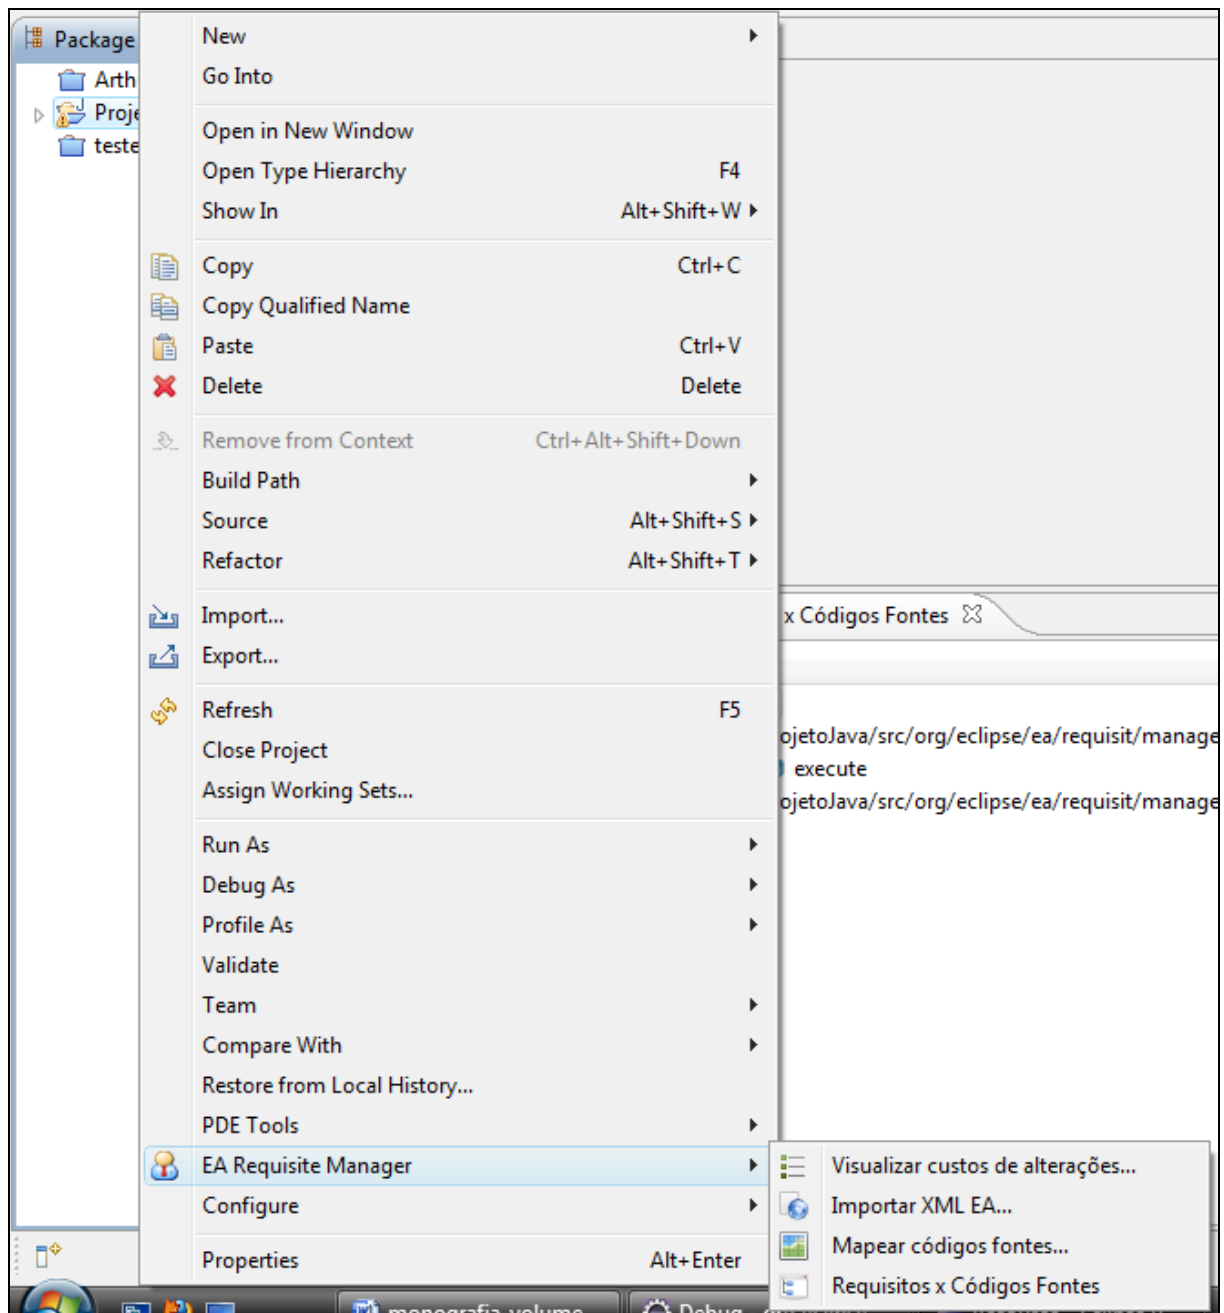 Package
Arth
Proje
teste
New
Go Into
Open in New Window
Open Type Hierarchy F4
Show In Alt+Shift+W
Copy Ctrl+C
Copy Qualified Name
Paste Ctrl+V
Delete Delete
Remove from Context Ctrl+Alt+Shift+Down
Build Path
Source Alt+Shift+S
Refactor Alt+Shift+T
Import...
Export...
Refresh F5
Close Project
Assign Working Sets...
Run As
Debug As
Profile As
Validate
Team
Compare With
Restore from Local History...
PDE Tools
EA Requisite Manager
Configure
Properties Alt+Enter
x Códigos Fontes
ojetoJava/src/org/eclipse/ea/requisit/manage
execute
ojetoJava/src/org/eclipse/ea/requisit/manage
Visualizar custos de alterações...
Importar XML EA...
Mapear códigos fontes...
Requisitos x Códigos Fontes
monografia_volume
Debug